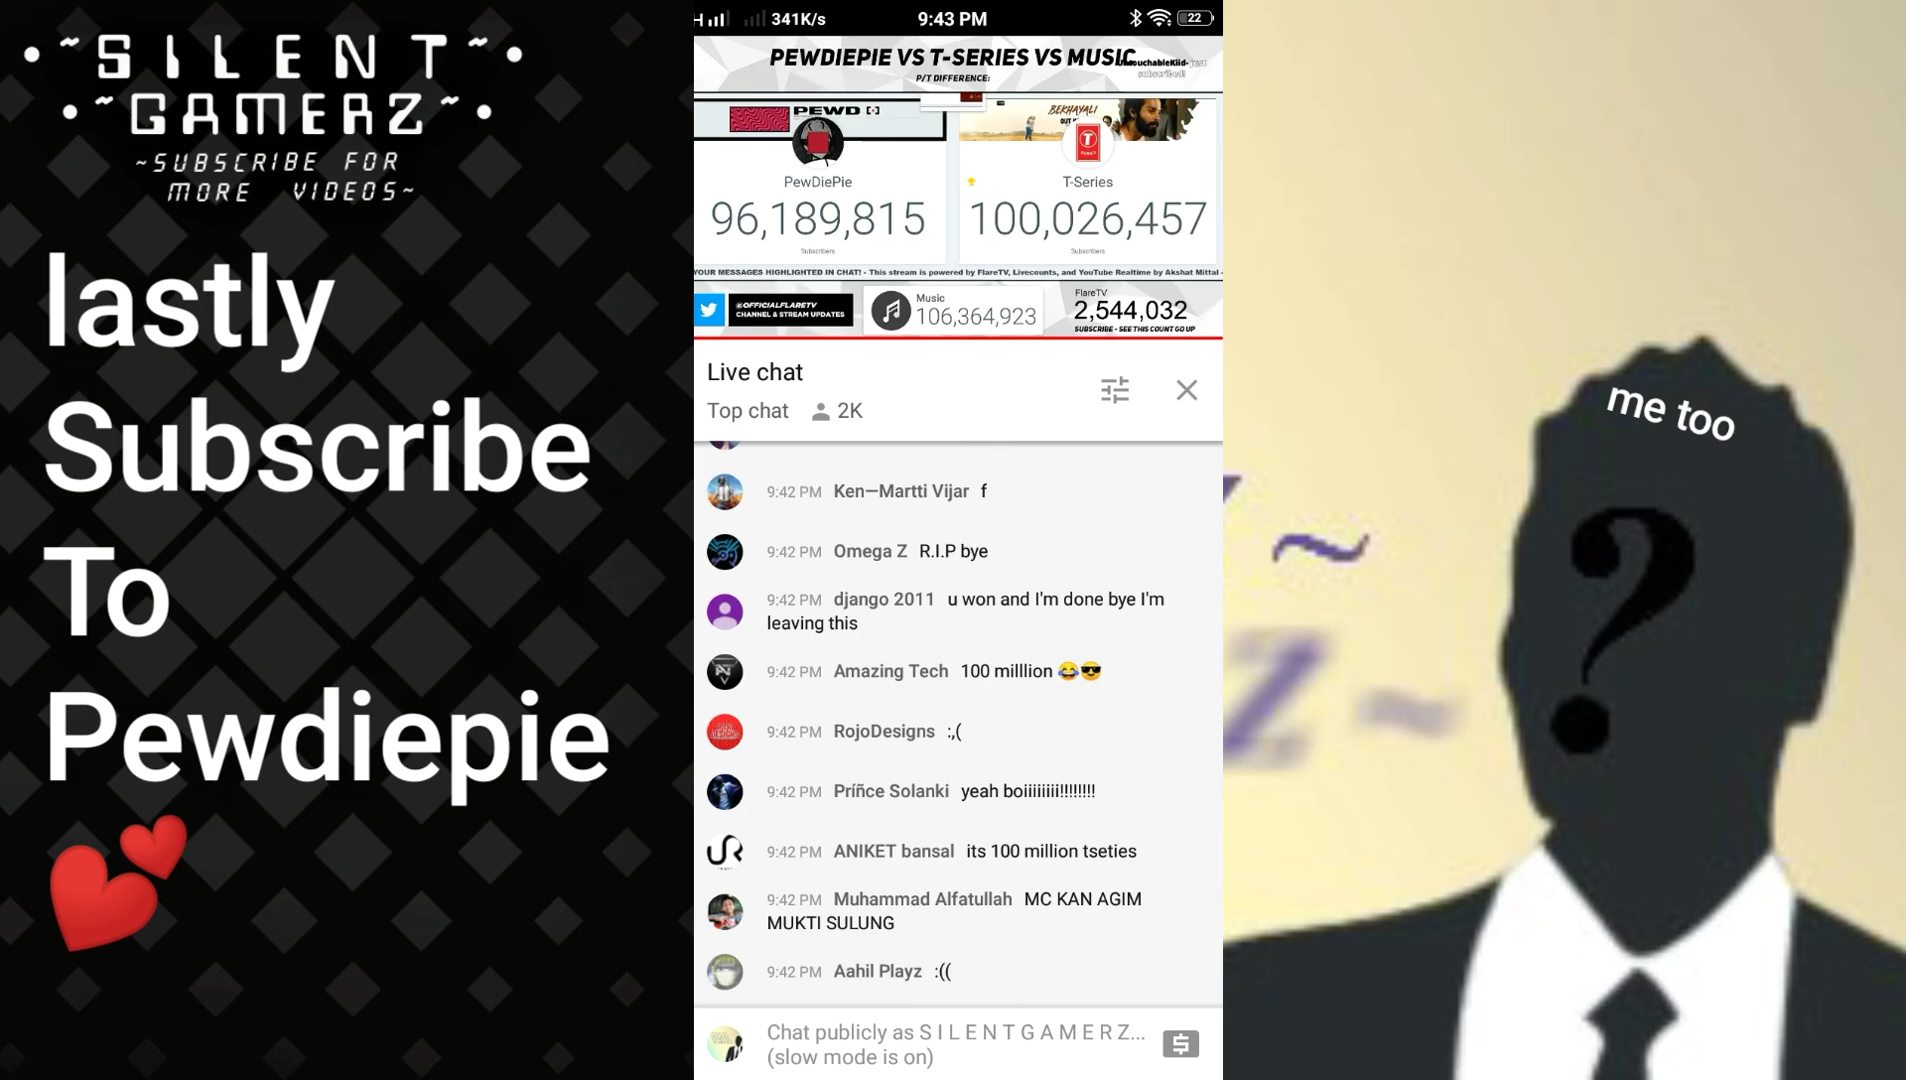 •~SILENT~•
•~GAMERZ~•
~SUBSCRIBE FOR
MORE VIDEOS~
lastly
Subscribe
To
Pewdiepie
💕
341K/s
9:43 PM
22
PEWDIEPIE VS T-SERIES VS MUSIC
P/T DIFFERENCE:
just
subscribed!
PEWD
BEKHAYALI
PewDiePie
96,189,815
Subscribers
T-Series
100,026,457
Subscribers
YOUR MESSAGES HIGHLIGHTED IN CHAT! - This stream is powered by FlareTV, Livecounts, and YouTube Realtime by Akshat Mittal -
@OFFICIALFLARETV
CHANNEL & STREAM UPDATES
Music
106,364,923
FlareTV
2,544,032
SUBSCRIBE - SEE THIS COUNT GO UP
Live chat
Top chat 2K
9:42 PM Ken—Martti Vijar f
9:42 PM Omega Z R.I.P bye
9:42 PM django 2011 u won and I'm done bye I'm
leaving this
9:42 PM Amazing Tech 100 milllion 😂😎
9:42 PM RojoDesigns :,(
9:42 PM Príñce Solanki yeah boiiiiiiii!!!!!!!!
9:42 PM ANIKET bansal its 100 million tseties
9:42 PM Muhammad Alfatullah MC KAN AGIM
MUKTI SULUNG
9:42 PM Aahil Playz :((
Chat publicly as S I L E N T G A M E R Z...
(slow mode is on)
me too
?
~
Z~